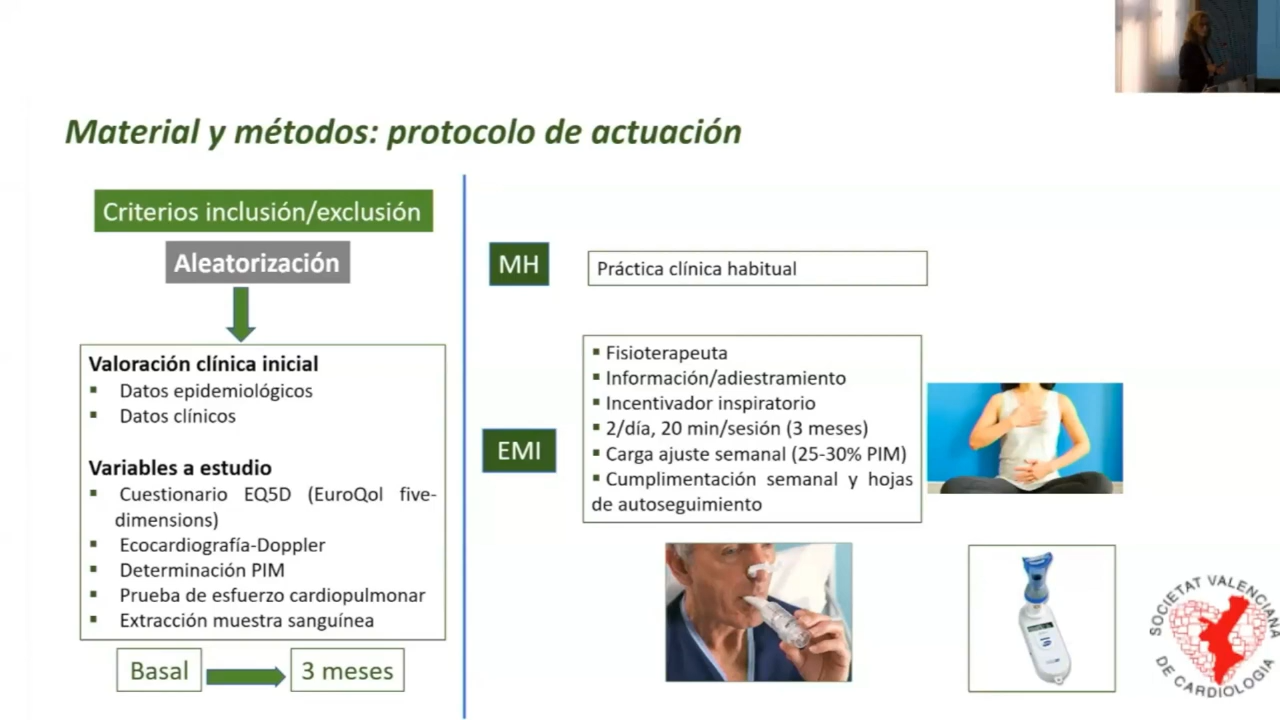 Material y métodos: protocolo de actuación
Criterios inclusión/exclusión
Aleatorización
Valoración clínica inicial
▪ Datos epidemiológicos
▪ Datos clínicos
Variables a estudio
▪ Cuestionario EQ5D (EuroQol five-
dimensions)
▪ Ecocardiografía-Doppler
▪ Determinación PIM
▪ Prueba de esfuerzo cardiopulmonar
▪ Extracción muestra sanguínea
Basal
3 meses
MH
Práctica clínica habitual
EMI
▪ Fisioterapeuta
▪ Información/adiestramiento
▪ Incentivador inspiratorio
▪ 2/día, 20 min/sesión (3 meses)
▪ Carga ajuste semanal (25-30% PIM)
▪ Cumplimentación semanal y hojas
de autoseguimiento
SOCIETAT VALENCIANA
DE CARDIOLOGIA